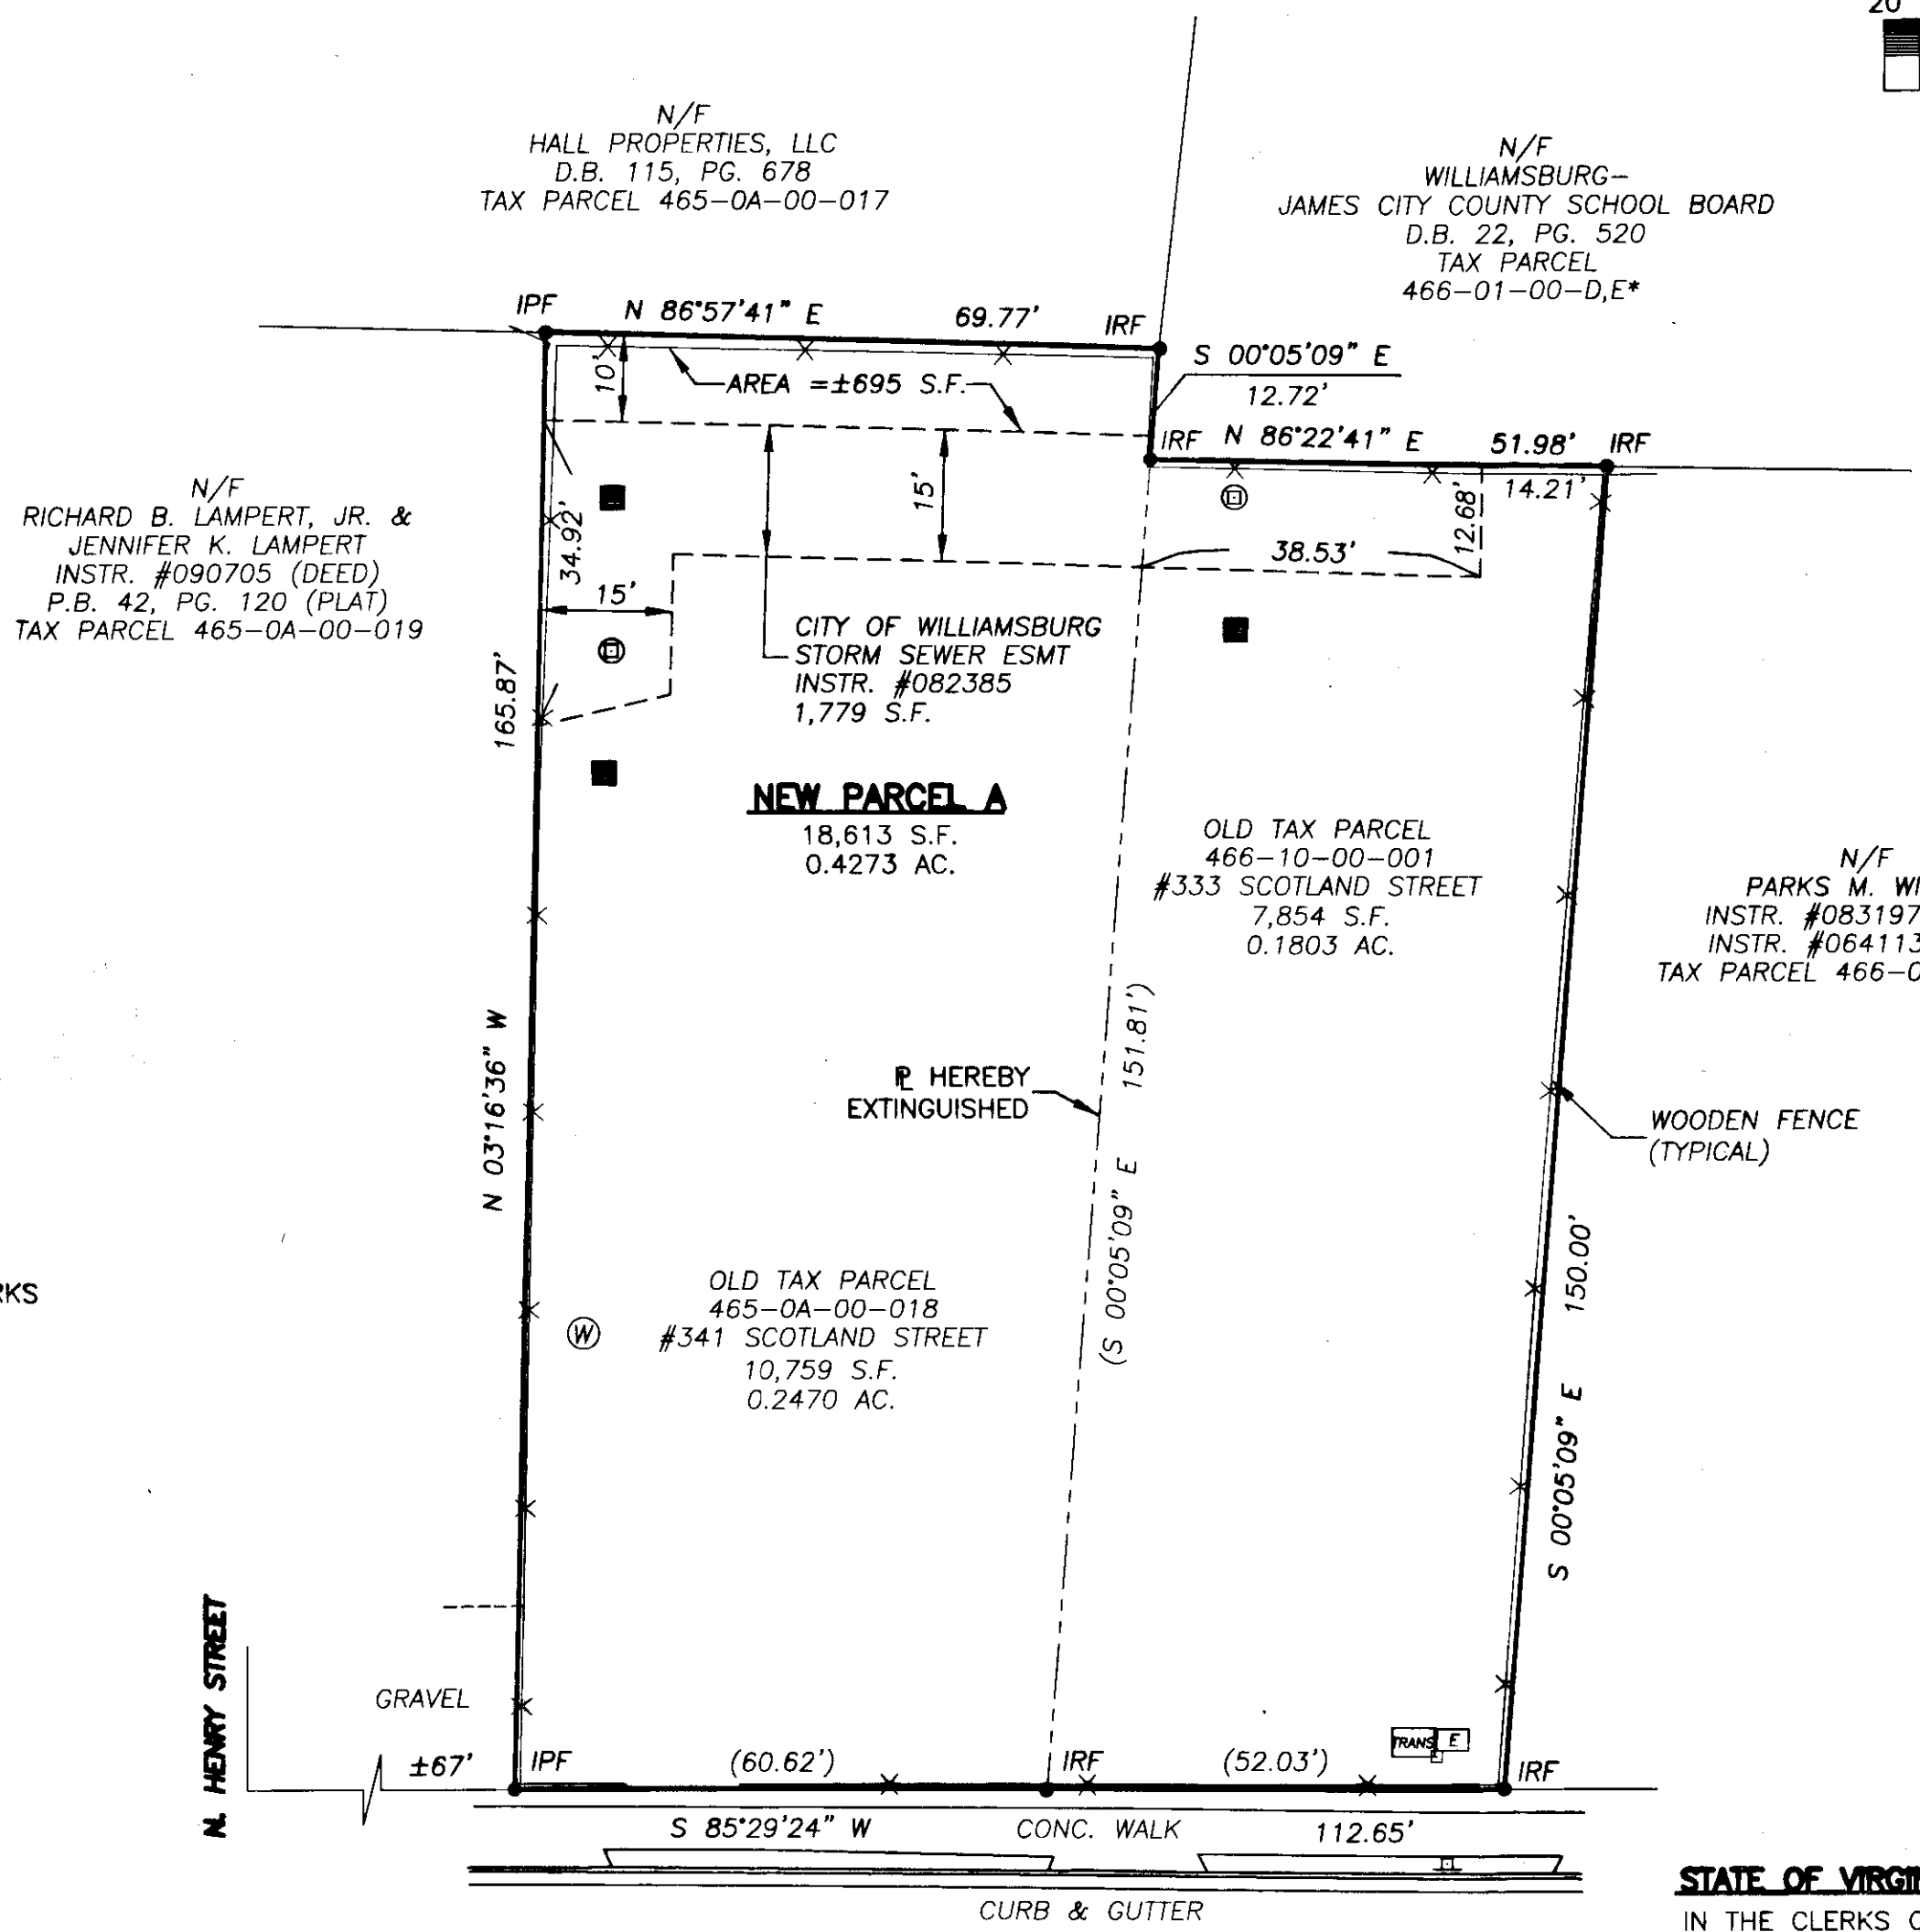 20
N/F
HALL PROPERTIES, LLC
D.B. 115, PG. 678
TAX PARCEL 465-0A-00-017
N/F
WILLIAMSBURG-
JAMES CITY COUNTY SCHOOL BOARD
D.B. 22, PG. 520
TAX PARCEL
466-01-00-D,E*
IPF
N 86°57'41" E
69.77'
IRF
S 00°05'09" E
12.72'
10'
AREA =±695 S.F.
IRF
N 86°22'41" E
51.98'
IRF
14.21'
12.68'
15'
38.53'
N/F
RICHARD B. LAMPERT, JR. &
JENNIFER K. LAMPERT
INSTR. #090705 (DEED)
P.B. 42, PG. 120 (PLAT)
TAX PARCEL 465-0A-00-019
34.92'
15'
CITY OF WILLIAMSBURG
STORM SEWER ESMT
INSTR. #082385
1,779 S.F.
165.87'
NEW PARCEL A
18,613 S.F.
0.4273 AC.
OLD TAX PARCEL
466-10-00-001
#333 SCOTLAND STREET
7,854 S.F.
0.1803 AC.
N/F
PARKS M. WI
INSTR. #083197
INSTR. #064113
TAX PARCEL 466-0
N 03°16'36" W
(S 00°05'09" E 151.81')
PL HEREBY
EXTINGUISHED
WOODEN FENCE
(TYPICAL)
S 00°05'09" E 150.00'
RKS
OLD TAX PARCEL
465-0A-00-018
#341 SCOTLAND STREET
10,759 S.F.
0.2470 AC.
W
N. HENRY STREET
GRAVEL
±67'
IPF
(60.62')
IRF
(52.03')
TRANS
E
IRF
S 85°29'24" W
CONC. WALK
112.65'
CURB & GUTTER
STATE OF VIRGIN
IN THE CLERKS O